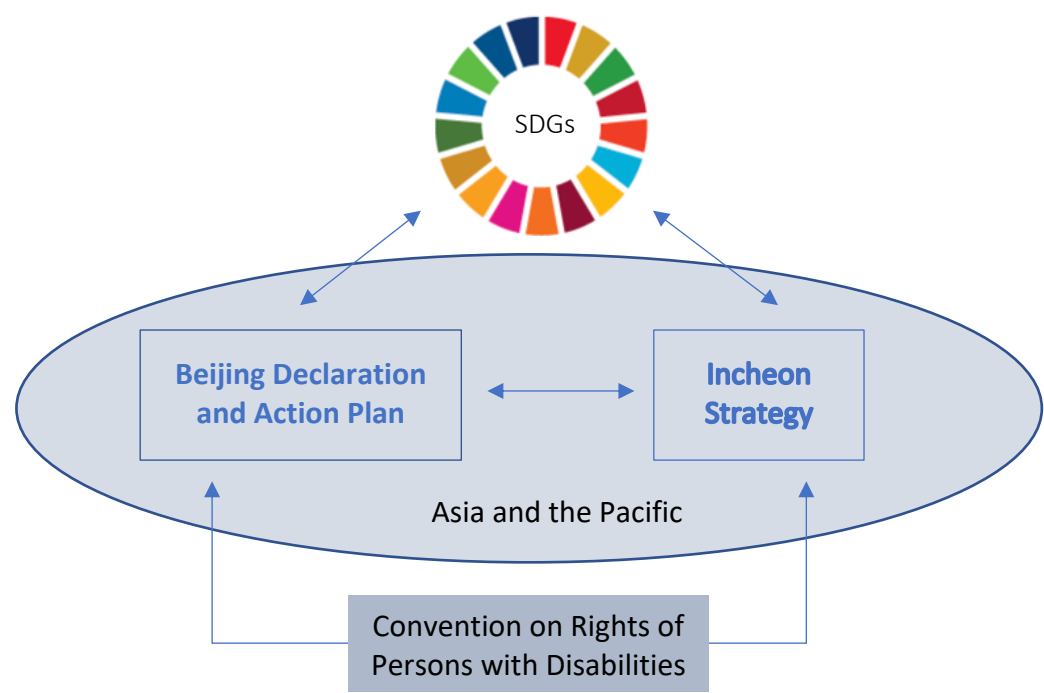 SDGs
Beijing Declaration
and Action Plan
Incheon
Strategy
Asia and the Pacific
Convention on Rights of
Persons with Disabilities